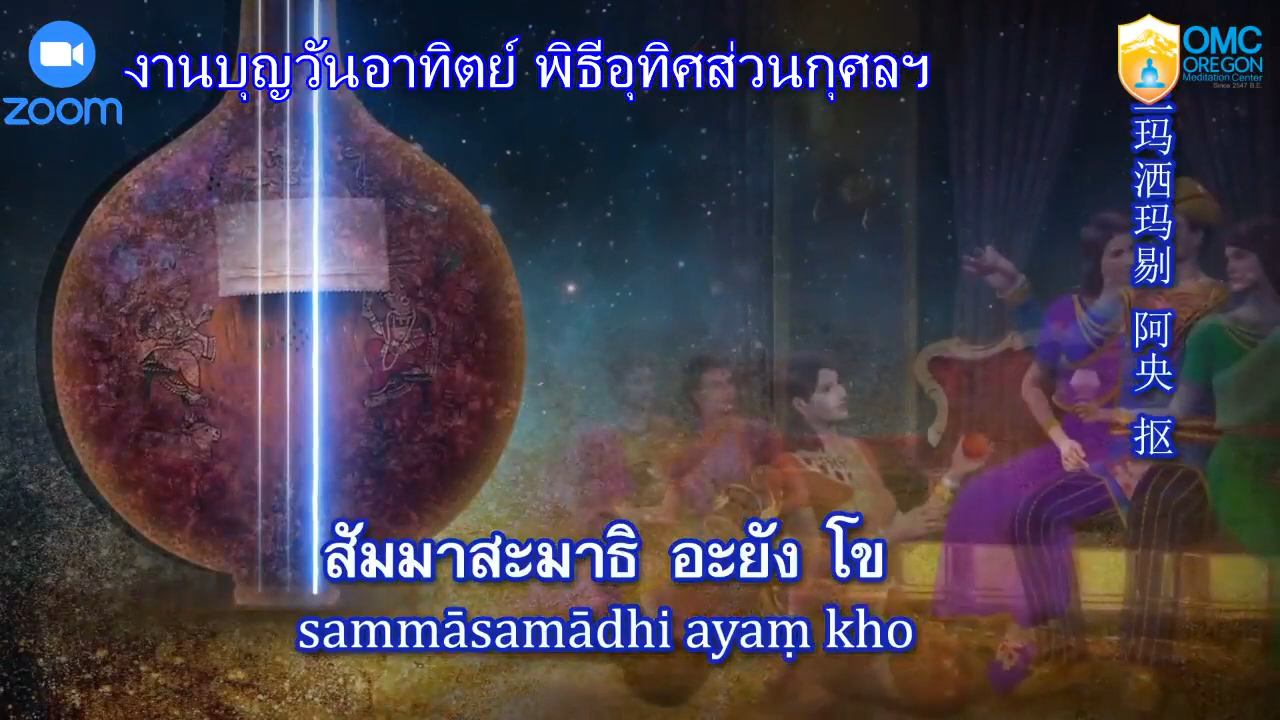 zoom
งานบุญวันอาทิตย์ พิธีอุทิศส่วนกุศลฯ
OMC
OREGON
Meditation Center
Since 2547 B.E.
玛洒玛剔 阿央 抠
สัมมาสะมาธิ อะยัง โข
sammāsamādhi ayaṃ kho